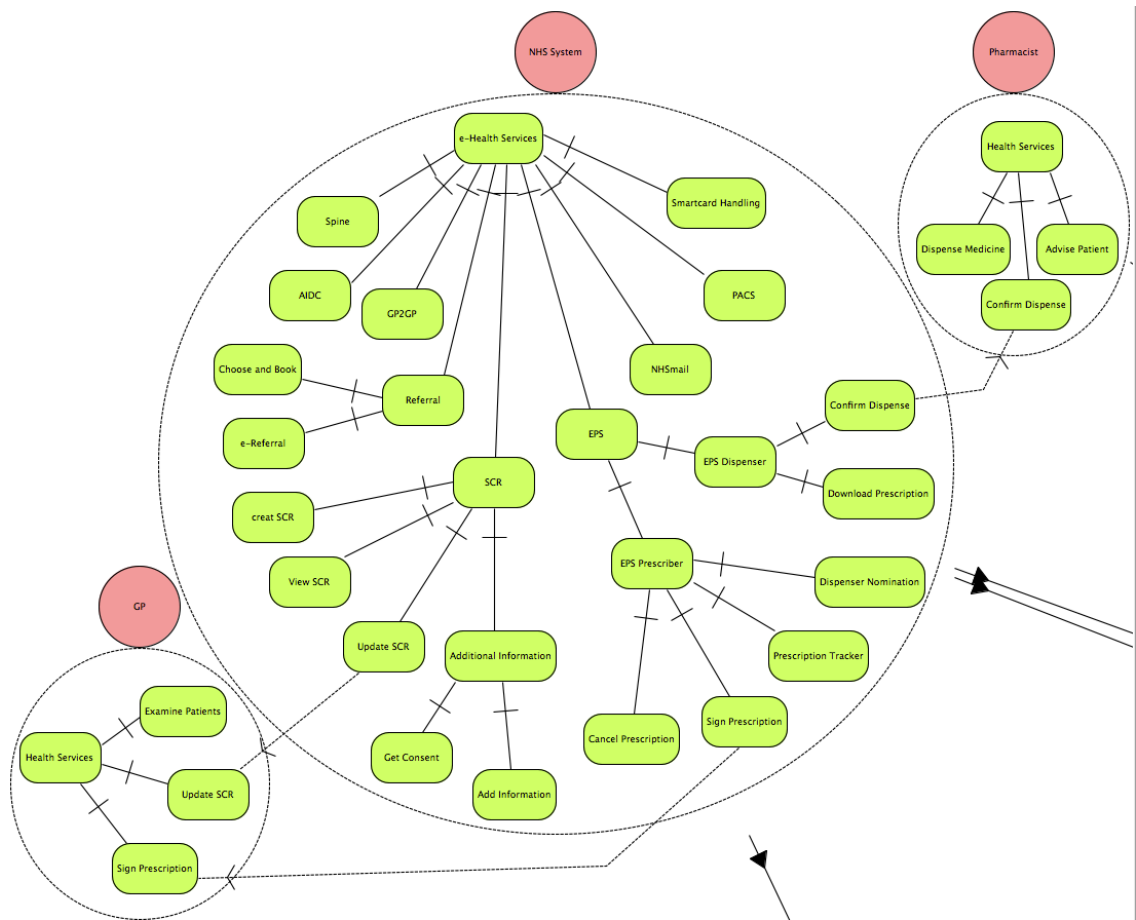 NHS System
Pharmacist
e-Health Services
Health Services
Smartcard Handling
Spine
Dispense Medicine
Advise Patient
AIDC
GP2GP
PACS
Confirm Dispense
Choose and Book
NHSmail
Referral
Confirm Dispense
e-Referral
EPS
EPS Dispenser
SCR
Download Prescription
creat SCR
View SCR
EPS Prescriber
Dispenser Nomination
GP
Update SCR
Additional Information
Prescription Tracker
Examine Patients
Sign Prescription
Cancel Prescription
Health Services
Get Consent
Update SCR
Add Information
Sign Prescription